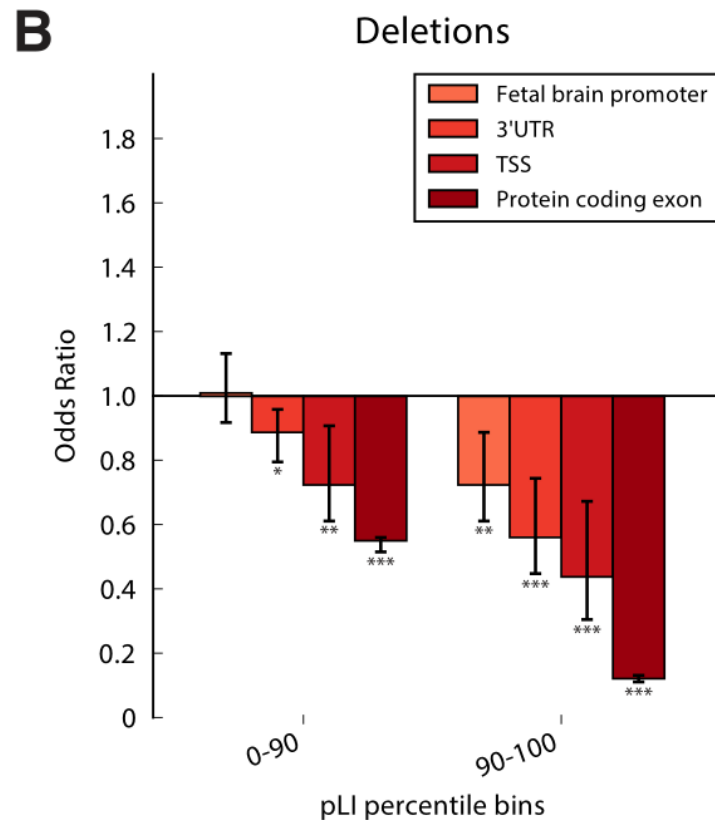 B
Deletions
Fetal brain promoter
3'UTR
TSS
Protein coding exon
Odds Ratio
1.8
1.6
1.4
1.2
1.0
0.8
0.6
0.4
0.2
0
*
**
***
**
***
***
***
0-90
90-100
pLI percentile bins